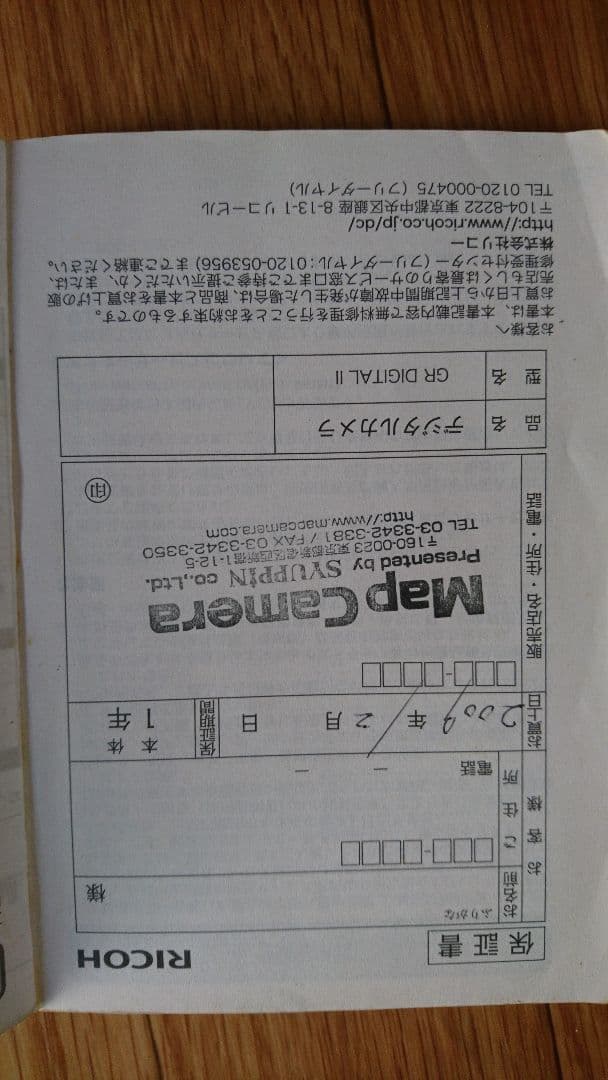 保証書
RICOH
お客様
お名前
ふりがな
様
ご住所
電話 ー ー
お買上日
2009年 2月 日
保証期間
本体 1年
販売店名・住所・電話
MapCamera
Presented by SYUPPIN co.,Ltd.
〒160-0023 東京都新宿区西新宿1-12-5
TEL 03-3342-3381 / FAX 03-3342-3350
http://www.mapcamera.com
印
品名 デジタルカメラ
型名 GR DIGITAL II
お客様へ
本書は、本書記載内容で無料修理を行うことをお約束するものです。
お買上日から上記期間中故障が発生した場合は、商品と本書をお買上げの販
売店もしくは最寄りのサービス窓口までご持参ご提示いただくか、または、
修理受付センター(フリーダイヤル:0120-053956)までご連絡ください。
株式会社リコー
http://www.ricoh.co.jp/dc/
〒104-8222 東京都中央区銀座 8-13-1 リコービル
TEL 0120-000475(フリーダイヤル)